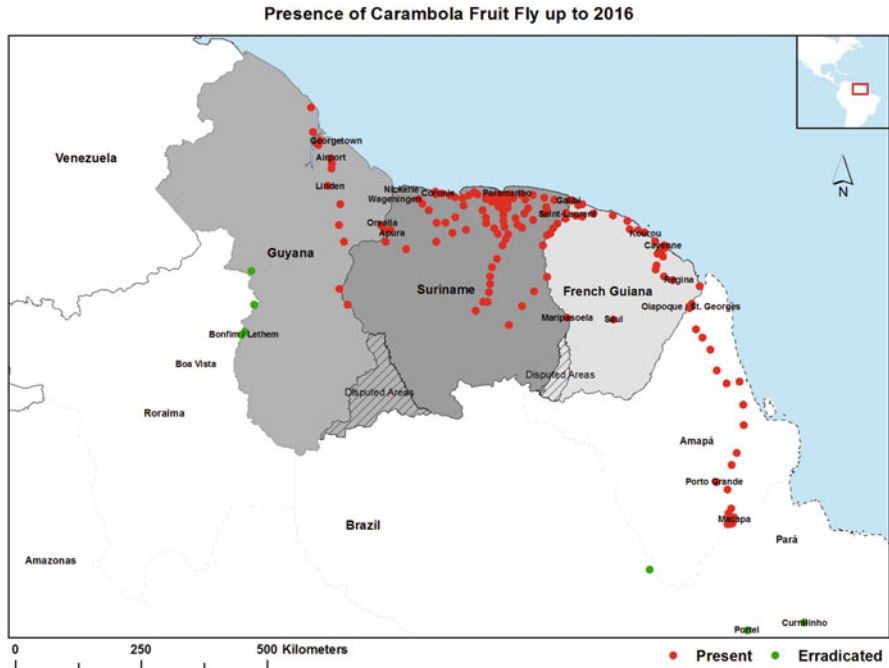 Presence of Carambola Fruit Fly up to 2016
N
Georgetown
Venezuela
Airport
Linden
Nickerie
Coronie
Paramaribo
Wageningen
Galibi
Saint-Laurent
Orealla
Apura
Kourou
Cayenne
Guyana
Regina
Suriname
French Guiana
Oiapoque / St. Georges
Maripasoela
Saul
Bonfim / Lethem
Boa Vista
Disputed Areas
Disputed Areas
Roraima
Amapá
Porto Grande
Macapa
Brazil
Pará
Amazonas
Curralinho
Portel
0 250 500 Kilometers
Present Erradicated